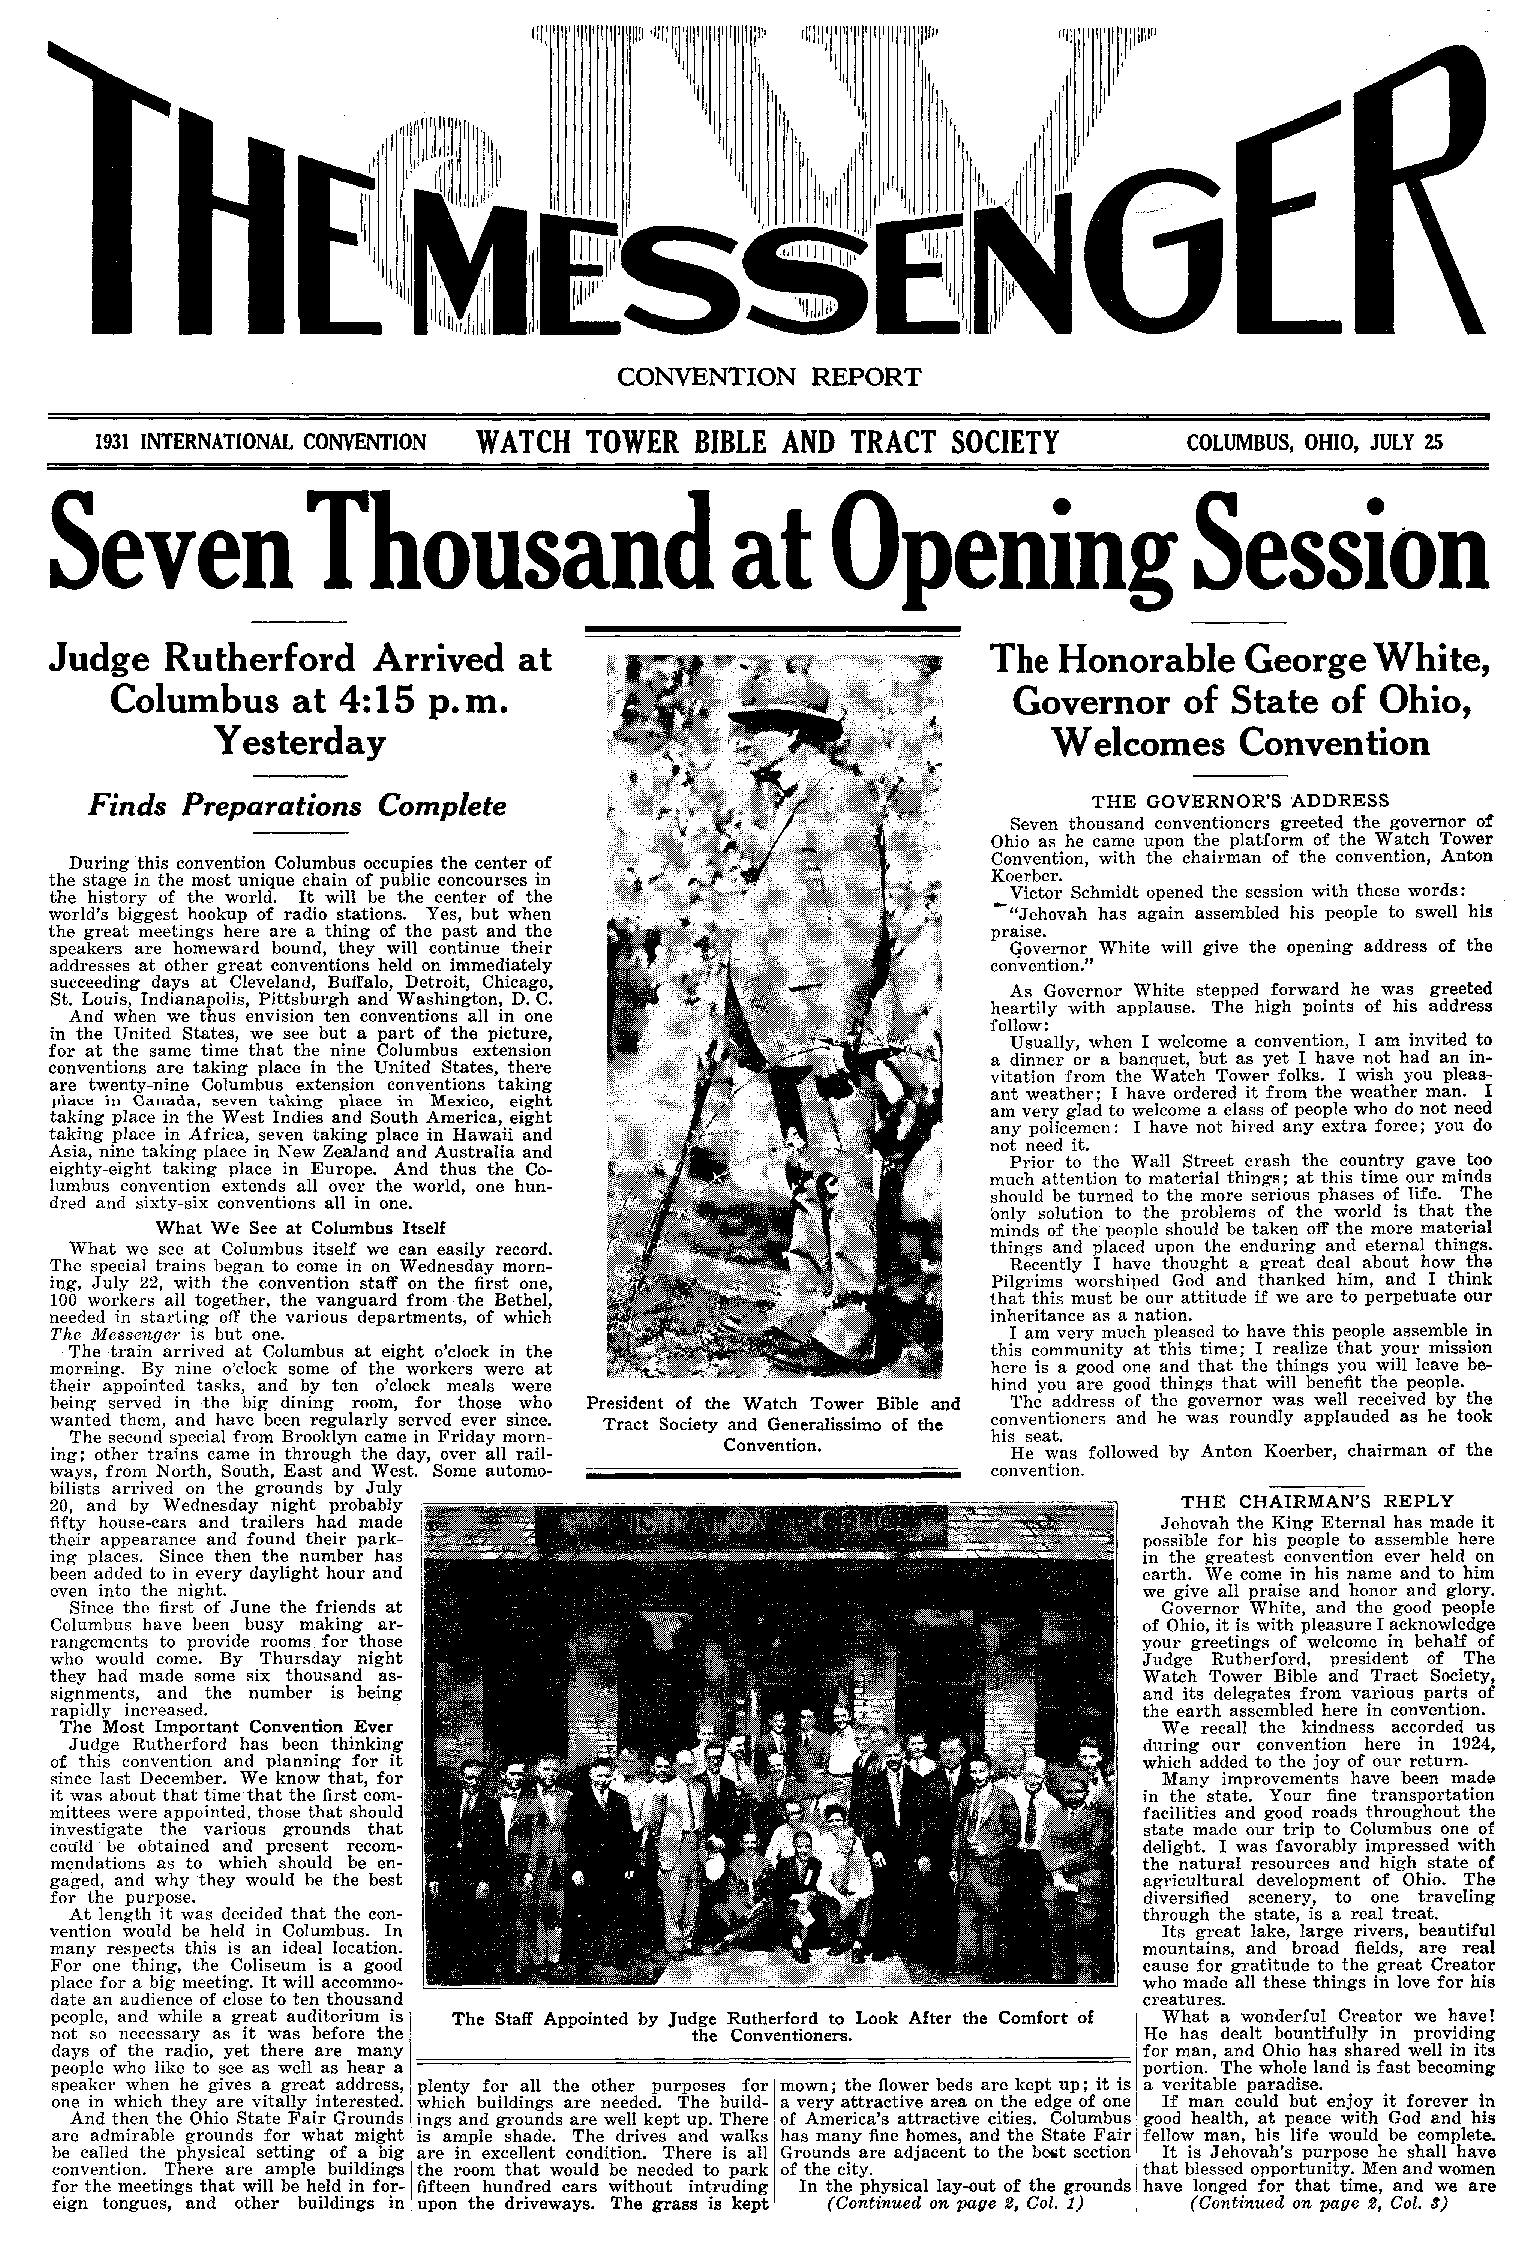 JW
THE MESSENGER
CONVENTION REPORT
1931 INTERNATIONAL CONVENTION WATCH TOWER BIBLE AND TRACT SOCIETY COLUMBUS, OHIO, JULY 25
Seven Thousand at Opening Session
Judge Rutherford Arrived at
Columbus at 4:15 p.m.
Yesterday
Finds Preparations Complete
During this convention Columbus occupies the center of
the stage in the most unique chain of public concourses in
the history of the world. It will be the center of the
world's biggest hookup of radio stations. Yes, but when
the great meetings here are a thing of the past and the
speakers are homeward bound, they will continue their
addresses at other great conventions held on immediately
succeeding days at Cleveland, Buffalo, Detroit, Chicago,
St. Louis, Indianapolis, Pittsburgh and Washington, D. C.
And when we thus envision ten conventions all in one
in the United States, we see but a part of the picture,
for at the same time that the nine Columbus extension
conventions are taking place in the United States, there
are twenty-nine Columbus extension conventions taking
place in Canada, seven taking place in Mexico, eight
taking place in the West Indies and South America, eight
taking place in Africa, seven taking place in Hawaii and
Asia, nine taking place in New Zealand and Australia and
eighty-eight taking place in Europe. And thus the Co-
lumbus convention extends all over the world, one hun-
dred and sixty-six conventions all in one.
What We See at Columbus Itself
What we see at Columbus itself we can easily record.
The special trains began to come in on Wednesday morn-
ing, July 22, with the convention staff on the first one,
100 workers all together, the vanguard from the Bethel,
needed in starting off the various departments, of which
The Messenger is but one.
The train arrived at Columbus at eight o'clock in the
morning. By nine o'clock some of the workers were at
their appointed tasks, and by ten o'clock meals were
being served in the big dining room, for those who
wanted them, and have been regularly served ever since.
The second special from Brooklyn came in Friday morn-
ing; other trains came in through the day, over all rail-
ways, from North, South, East and West. Some automo-
bilists arrived on the grounds by July
20, and by Wednesday night probably
fifty house-cars and trailers had made
their appearance and found their park-
ing places. Since then the number has
been added to in every daylight hour and
even into the night.
Since the first of June the friends at
Columbus have been busy making ar-
rangements to provide rooms for those
who would come. By Thursday night
they had made some six thousand as-
signments, and the number is being
rapidly increased.
The Most Important Convention Ever
Judge Rutherford has been thinking
of this convention and planning for it
since last December. We know that, for
it was about that time that the first com-
mittees were appointed, those that should
investigate the various grounds that
could be obtained and present recom-
mendations as to which should be en-
gaged, and why they would be the best
for the purpose.
At length it was decided that the con-
vention would be held in Columbus. In
many respects this is an ideal location.
For one thing, the Coliseum is a good
place for a big meeting. It will accommo-
date an audience of close to ten thousand
people, and while a great auditorium is
not so necessary as it was before the
days of the radio, yet there are many
people who like to see as well as hear a
speaker when he gives a great address,
one in which they are vitally interested.
And then the Ohio State Fair Grounds
are admirable grounds for what might
be called the physical setting of a big
convention. There are ample buildings
for the meetings that will be held in for-
eign tongues, and other buildings in
President of the Watch Tower Bible and
Tract Society and Generalissimo of the
Convention.
The Staff Appointed by Judge Rutherford to Look After the Comfort of
the Conventioners.
plenty for all the other purposes for
which buildings are needed. The build-
ings and grounds are well kept up. There
is ample shade. The drives and walks
are in excellent condition. There is all
the room that would be needed to park
fifteen hundred cars without intruding
upon the driveways. The grass is kept
mown; the flower beds are kept up; it is
a very attractive area on the edge of one
of America's attractive cities. Columbus
has many fine homes, and the State Fair
Grounds are adjacent to the best section
of the city.
In the physical lay-out of the grounds
(Continued on page 2, Col. 1)
The Honorable George White,
Governor of State of Ohio,
Welcomes Convention
THE GOVERNOR'S ADDRESS
Seven thousand conventioners greeted the governor of
Ohio as he came upon the platform of the Watch Tower
Convention, with the chairman of the convention, Anton
Koerber.
Victor Schmidt opened the session with these words:
"Jehovah has again assembled his people to swell his
praise.
Governor White will give the opening address of the
convention."
As Governor White stepped forward he was greeted
heartily with applause. The high points of his address
follow:
Usually, when I welcome a convention, I am invited to
a dinner or a banquet, but as yet I have not had an in-
vitation from the Watch Tower folks. I wish you pleas-
ant weather; I have ordered it from the weather man. I
am very glad to welcome a class of people who do not need
any policemen: I have not hired any extra force; you do
not need it.
Prior to the Wall Street crash the country gave too
much attention to material things; at this time our minds
should be turned to the more serious phases of life. The
only solution to the problems of the world is that the
minds of the people should be taken off the more material
things and placed upon the enduring and eternal things.
Recently I have thought a great deal about how the
Pilgrims worshiped God and thanked him, and I think
that this must be our attitude if we are to perpetuate our
inheritance as a nation.
I am very much pleased to have this people assemble in
this community at this time; I realize that your mission
here is a good one and that the things you will leave be-
hind you are good things that will benefit the people.
The address of the governor was well received by the
conventioners and he was roundly applauded as he took
his seat.
He was followed by Anton Koerber, chairman of the
convention.
THE CHAIRMAN'S REPLY
Jehovah the King Eternal has made it
possible for his people to assemble here
in the greatest convention ever held on
earth. We come in his name and to him
we give all praise and honor and glory.
Governor White, and the good people
of Ohio, it is with pleasure I acknowledge
your greetings of welcome in behalf of
Judge Rutherford, president of The
Watch Tower Bible and Tract Society,
and its delegates from various parts of
the earth assembled here in convention.
We recall the kindness accorded us
during our convention here in 1924,
which added to the joy of our return.
Many improvements have been made
in the state. Your fine transportation
facilities and good roads throughout the
state made our trip to Columbus one of
delight. I was favorably impressed with
the natural resources and high state of
agricultural development of Ohio. The
diversified scenery, to one traveling
through the state, is a real treat.
Its great lake, large rivers, beautiful
mountains, and broad fields, are real
cause for gratitude to the great Creator
who made all these things in love for his
creatures.
What a wonderful Creator we have!
He has dealt bountifully in providing
for man, and Ohio has shared well in its
portion. The whole land is fast becoming
a veritable paradise.
If man could but enjoy it forever in
good health, at peace with God and his
fellow man, his life would be complete.
It is Jehovah's purpose he shall have
that blessed opportunity. Men and women
have longed for that time, and we are
(Continued on page 2, Col. 3)